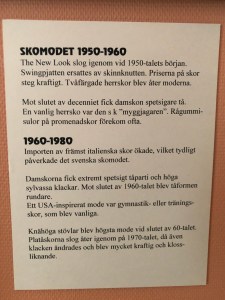 SKOMODET 1950-1960
The New Look slog igenom vid 1950-talets början.
Swingpjatten ersattes av skinnknutten. Priserna på skor
steg kraftigt. Tvåfärgade herrskor blev åter moderna.
Mot slutet av decenniet fick damskon spetsigare tå.
En vanlig herrsko var den s k "myggjagaren". Rågummi-
sulor på promenadskor förekom ofta.
1960-1980
Importen av främst italienska skor ökade, vilket tydligt
påverkade det svenska skomodet.
Damskorna fick extremt spetsigt tåparti och höga
sylvassa klackar. Mot slutet av 1960-talet blev tåformen
rundare.
Ett USA-inspirerat mode var gymnastik- eller tränings-
skor, som blev vanliga.
Knähöga stövlar blev högsta mode vid slutet av 60-talet.
Platåskorna slog åter igenom på 1970-talet, då även
klacken ändrades och blev mycket kraftig och kloss-
liknande.